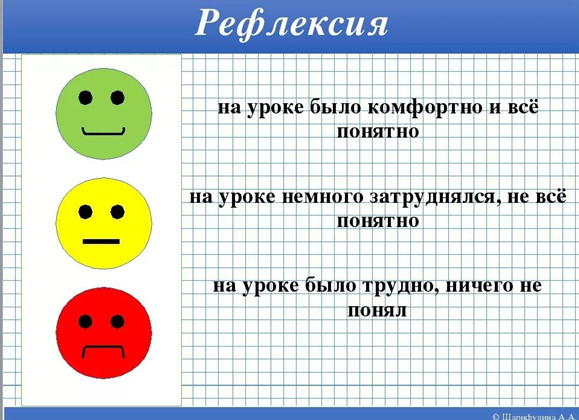 Рефлексия
на уроке было комфортно и всё
понятно
на уроке немного затруднялся, не всё
понятно
на уроке было трудно, ничего не
понял
© Шарифулина А.А.